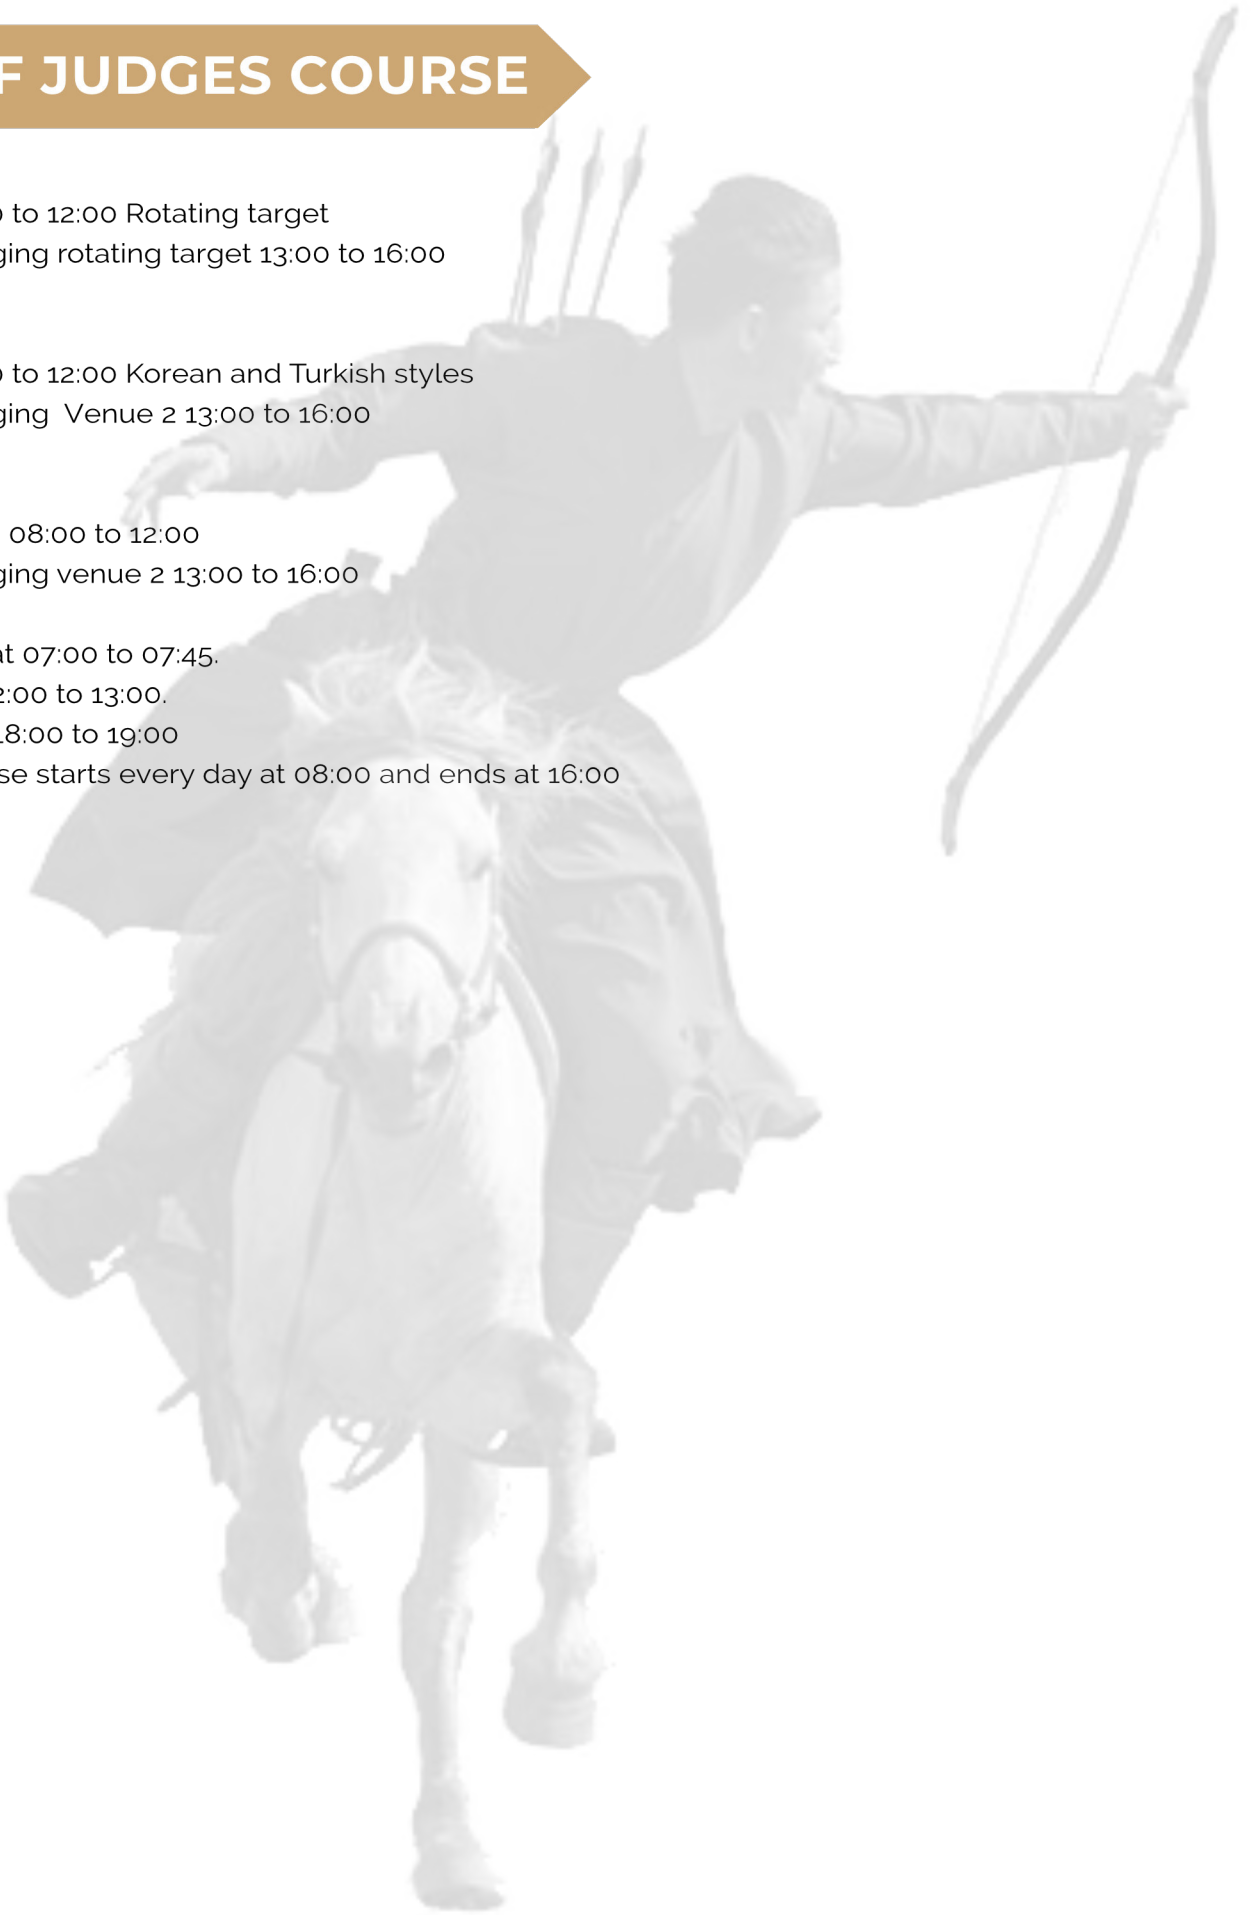 F JUDGES COURSE
to 12:00 Rotating target
ging rotating target 13:00 to 16:00
to 12:00 Korean and Turkish styles
ging Venue 2 13:00 to 16:00
08:00 to 12:00
ging venue 2 13:00 to 16:00
at 07:00 to 07:45.
2:00 to 13:00.
18:00 to 19:00
se starts every day at 08:00 and ends at 16:00